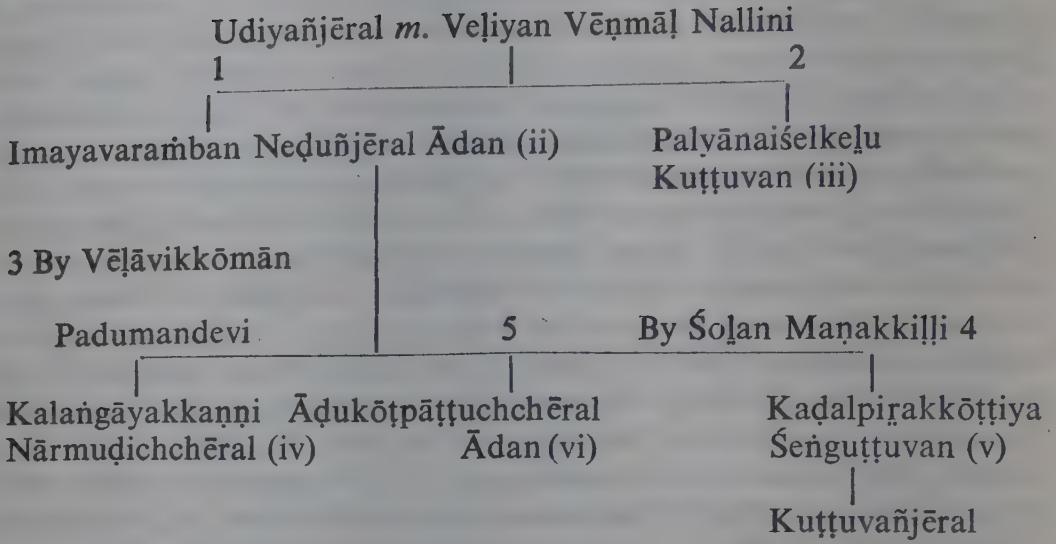 Udiyañjēral m. Veḷiyan Vēṇmāḷ Nallini
1 2
Imayavaraṁban Neḍuñjēral Ādan (ii) Palyānaiśelkeḻu
Kuṭṭuvan (iii)
3 By Vēḷāvikkōmān
Padumandevi 5 By Śoḻan Maṇakkiḷḷi 4
Kalaṅgāyakkaṇṇi Āḍukōṭpāṭṭuchchēral Kaḍalpiṟakkōṭṭiya
Nārmuḍichchēral (iv) Ādan (vi) Śeṅguṭṭuvan (v)
Kuṭṭuvañjēral